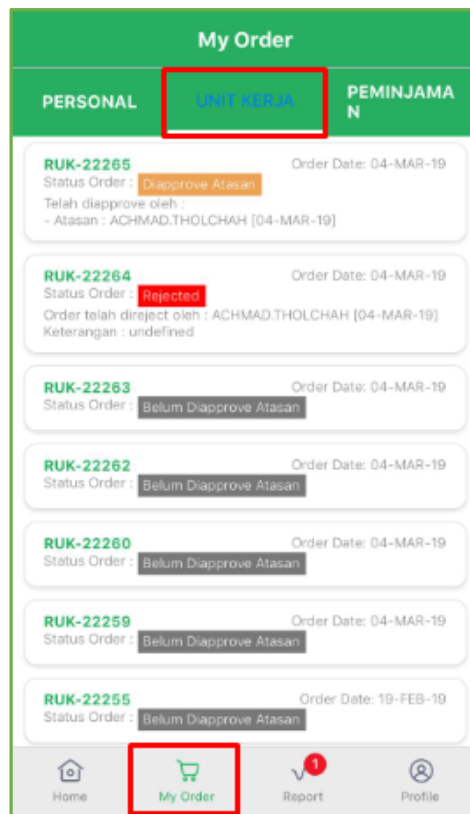 My Order
PERSONAL
UNIT KERJA
PEMINJAMA
N
RUK-22265 Order Date: 04-MAR-19
Status Order : Diapprove Atasan
Telah diapprove oleh :
- Atasan : ACHMAD.THOLCHAH [04-MAR-19]
RUK-22264 Order Date: 04-MAR-19
Status Order : Rejected
Order telah direject oleh : ACHMAD.THOLCHAH [04-MAR-19]
Keterangan : undefined
RUK-22263 Order Date: 04-MAR-19
Status Order : Belum Diapprove Atasan
RUK-22262 Order Date: 04-MAR-19
Status Order : Belum Diapprove Atasan
RUK-22260 Order Date: 04-MAR-19
Status Order : Belum Diapprove Atasan
RUK-22259 Order Date: 04-MAR-19
Status Order : Belum Diapprove Atasan
RUK-22255 Order Date: 19-FEB-19
Status Order : Belum Diapprove Atasan
1
Home My Order Report Profile